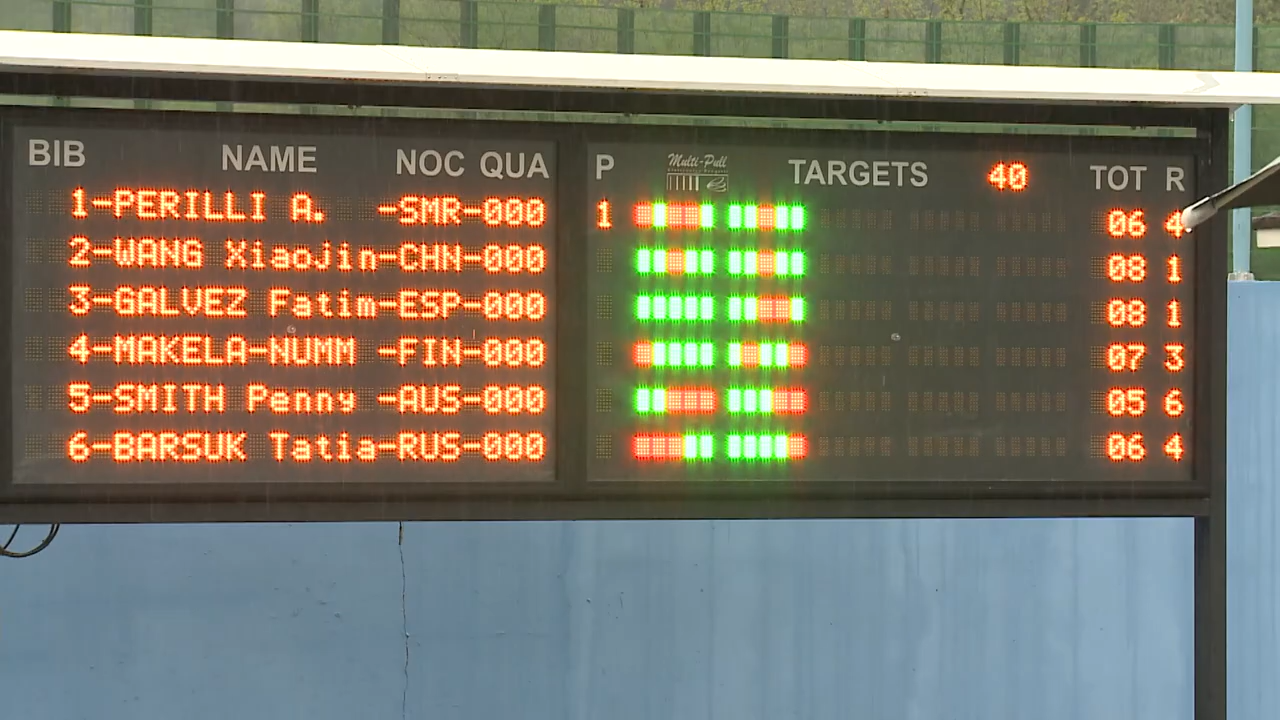 BIB NAME NOC QUA P Multi-Pull TARGETS 40 TOT R
1-PERILLI A. -SMR-000 1 06 4
2-WANG XiaoJin-CHN-000 08 1
3-GALVEZ Fatim-ESP-000 08 1
4-MAKELA-NUMM -FIN-000 07 3
5-SMITH Penny -AUS-000 05 6
6-BARSUK Tatia-RUS-000 06 4